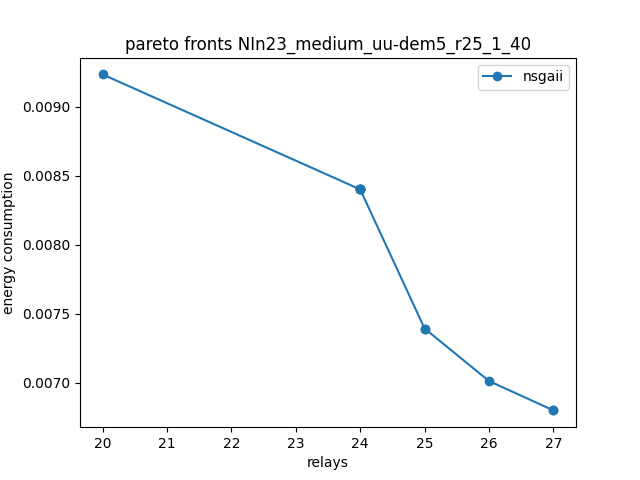 pareto fronts NIn23_medium_uu-dem5_r25_1_40
nsgaii
energy consumption
0.0090
0.0085
0.0080
0.0075
0.0070
20 21 22 23 24 25 26 27
relays